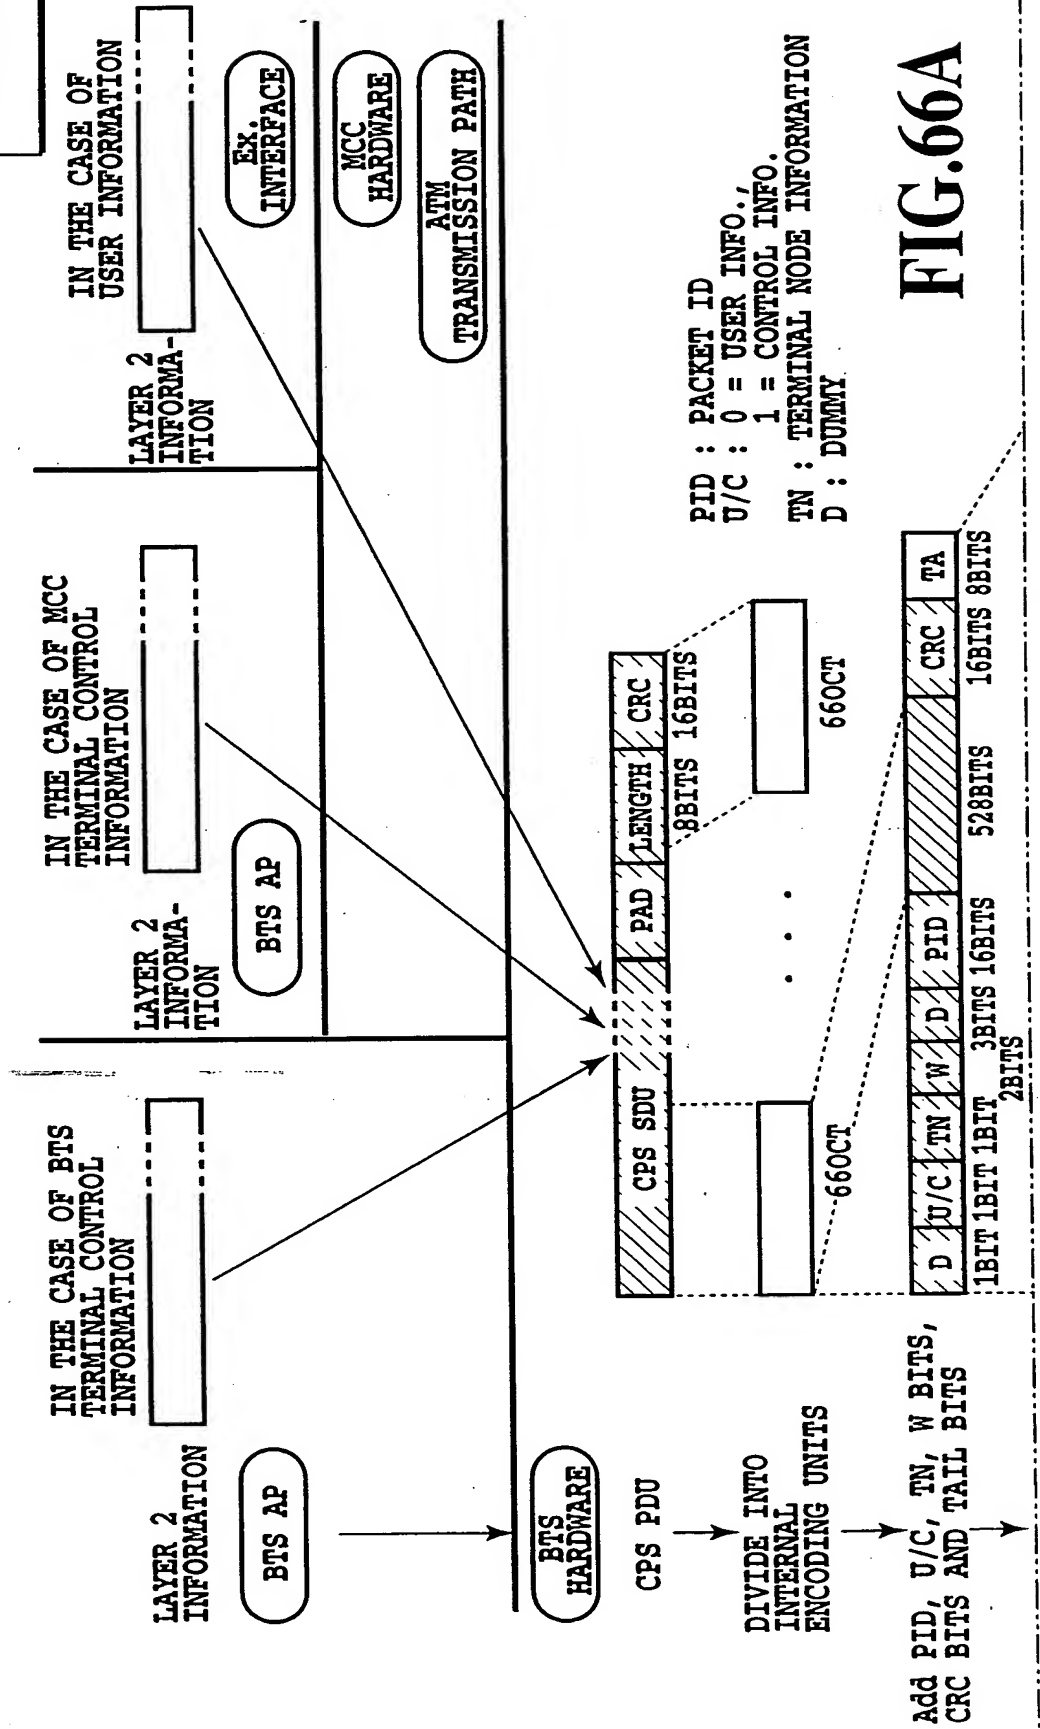 IN THE CASE OF BTS
TERMINAL CONTROL
INFORMATION
LAYER 2
INFORMATION
BTS AP
IN THE CASE OF MCC
TERMINAL CONTROL
INFORMATION
LAYER 2
INFORMA-
TION
BTS AP
IN THE CASE OF
USER INFORMATION
LAYER 2
INFORMA-
TION
Ex.
INTERFACE
MCC
HARDWARE
ATM
TRANSMISSION PATH
BTS
HARDWARE
CPS PDU
CPS SDU
PAD
LENGTH
CRC
8BITS
16BITS
DIVIDE INTO
INTERNAL
ENCODING UNITS
66OCT
. . .
66OCT
PID : PACKET ID
U/C : 0 = USER INFO.,
1 = CONTROL INFO.
TN : TERMINAL NODE INFORMATION
D : DUMMY
Add PID, U/C, TN, W BITS,
CRC BITS AND TAIL BITS
D
U/C
TN
W
D
PID
CRC
TA
1BIT
1BIT
1BIT
2BITS
3BITS
16BITS
528BITS
16BITS
8BITS
FIG.66A